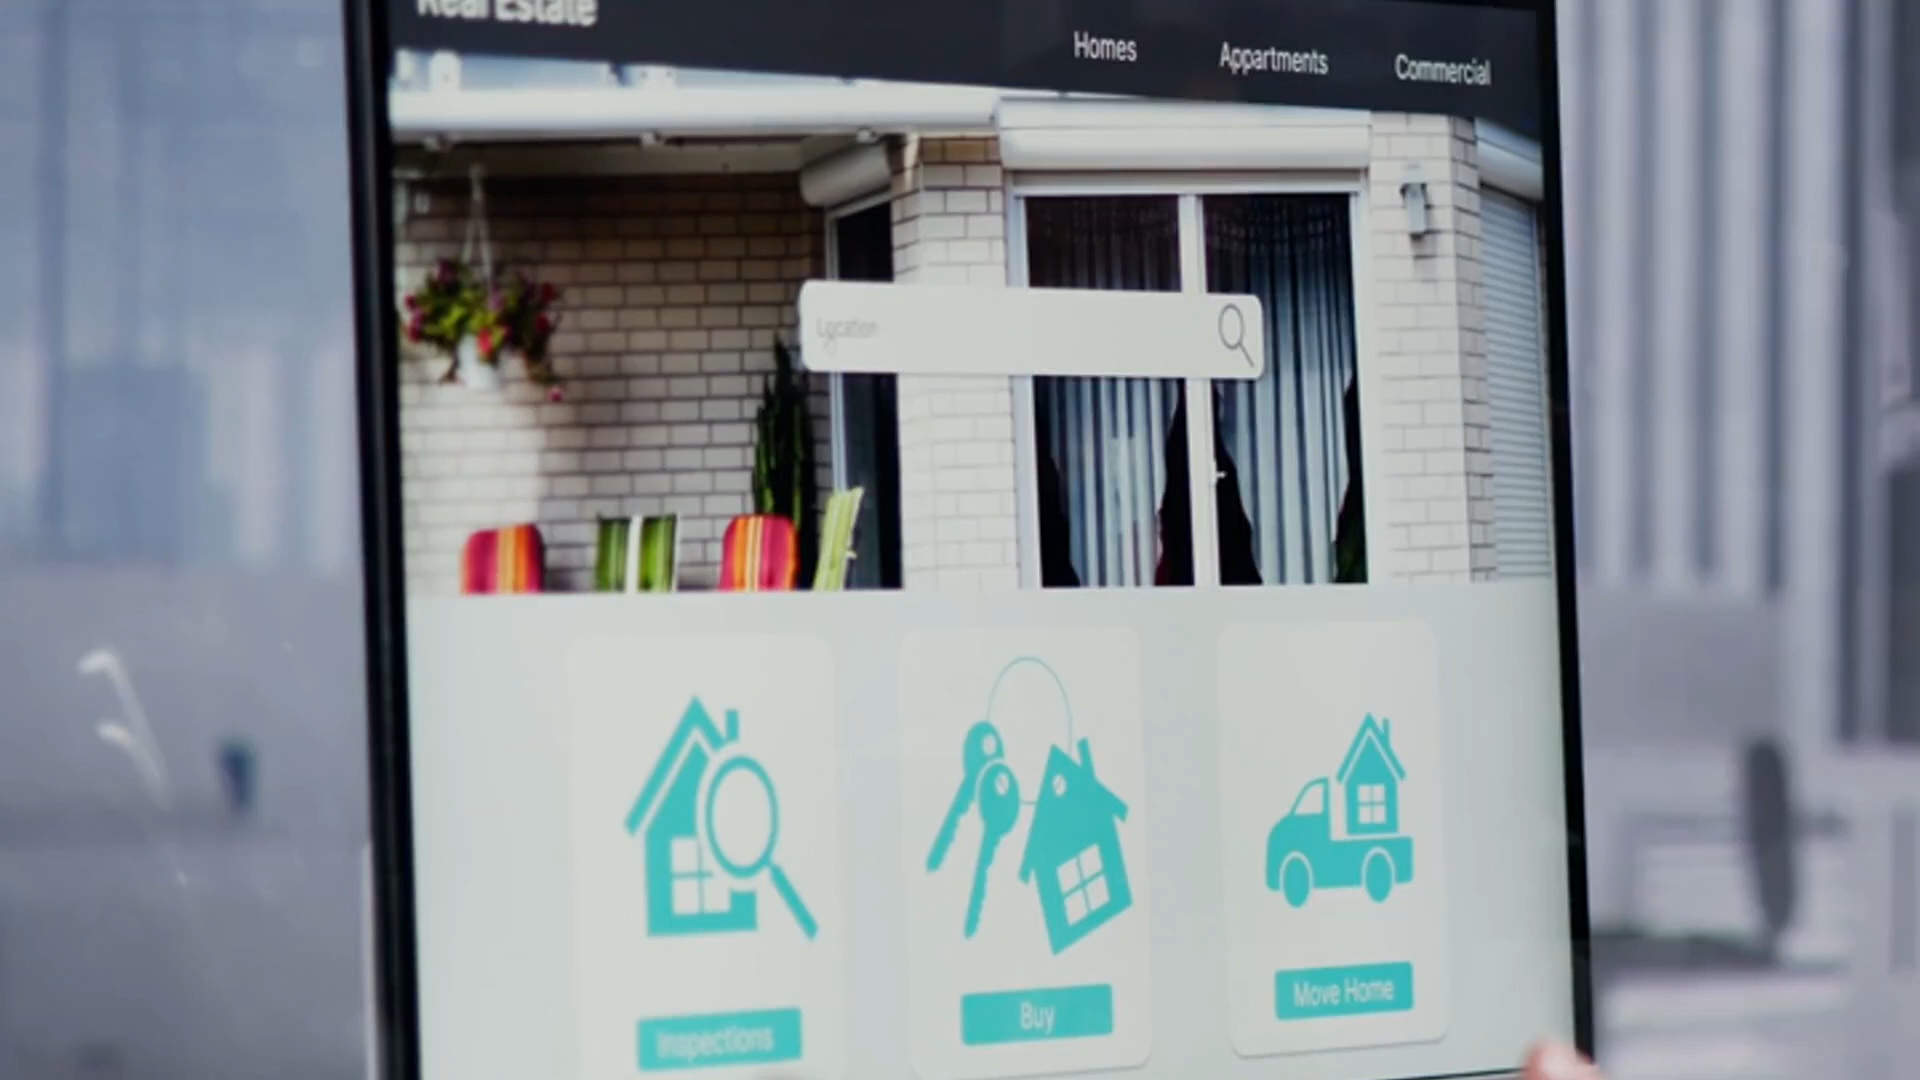 Real Estate
Homes
Appartments
Commercial
Location
Inspections
Buy
Move Home